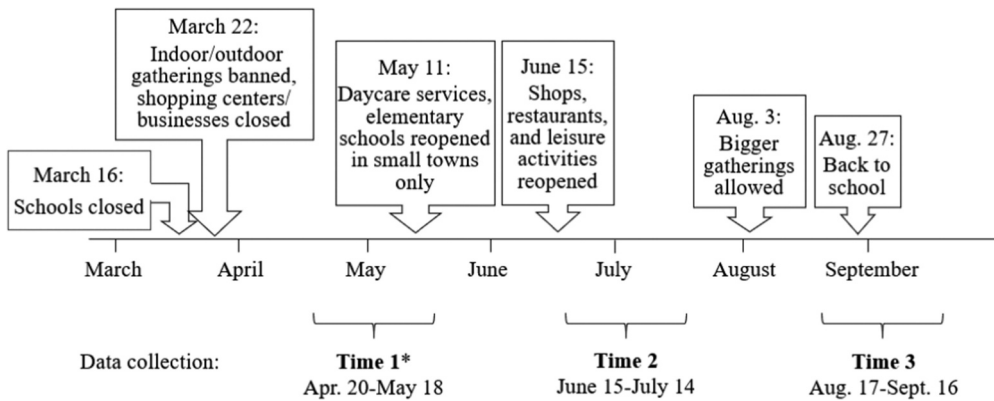 March 22:
Indoor/outdoor
gatherings banned,
shopping centers/
businesses closed
March 16:
Schools closed
May 11:
Daycare services,
elementary
schools reopened
in small towns
only
June 15:
Shops,
restaurants,
and leisure
activities
reopened
Aug. 3:
Bigger
gatherings
allowed
Aug. 27:
Back to
school
March
April
May
June
July
August
September
Data collection:
Time 1*
Apr. 20-May 18
Time 2
June 15-July 14
Time 3
Aug. 17-Sept. 16